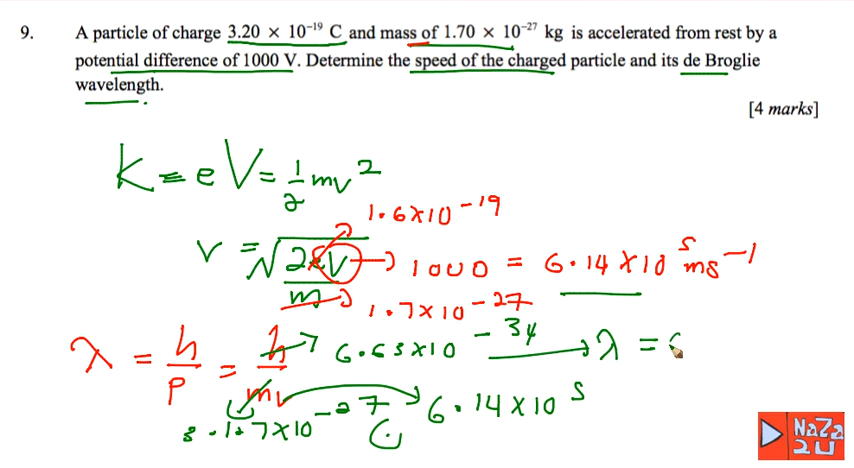 9. A particle of charge 3.20 × 10⁻¹⁹ C and mass of 1.70 × 10⁻²⁷ kg is accelerated from rest by a
potential difference of 1000 V. Determine the speed of the charged particle and its de Broglie
wavelength.
[4 marks]
K = eV = 1/2 mv²
1.6×10⁻¹⁹
v = √(2eV/m) → 1000 = 6.14×10⁵ ms⁻¹
1.7×10⁻²⁷
λ = h/p = h/mv → 6.63×10⁻³⁴ → λ =
1.7×10⁻²⁷ 6.14×10⁵
NaZa
2U